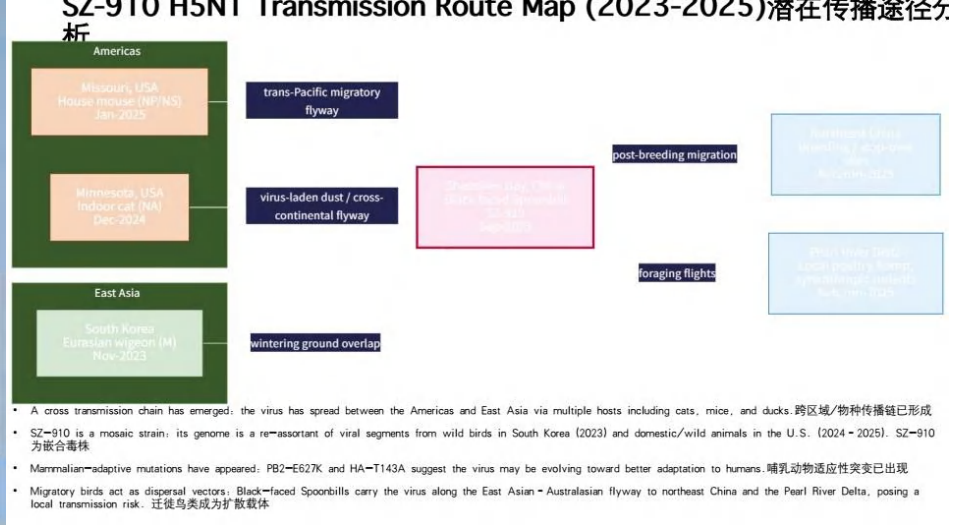 SZ-910 H5N1 Transmission Route Map (2023-2025)潜在传播途径分
析
Americas
Missouri, USA
House mouse (NP/NS)
Jan-2025
trans-Pacific migratory
flyway
Minnesota, USA
Indoor cat (NA)
Dec-2024
virus-laden dust / cross-
continental flyway
post-breeding migration
foraging flights
East Asia
South Korea
Eurasian wigeon (M)
Nov-2023
wintering ground overlap
• A cross transmission chain has emerged: the virus has spread between the Americas and East Asia via multiple hosts including cats, mice, and ducks.跨区域/物种传播链已形成
• SZ-910 is a mosaic strain: its genome is a re-assortant of viral segments from wild birds in South Korea (2023) and domestic/wild animals in the U.S. (2024 - 2025). SZ-910
为嵌合毒株
• Mammalian-adaptive mutations have appeared: PB2-E627K and HA-T143A suggest the virus may be evolving toward better adaptation to humans.哺乳动物适应性突变已出现
• Migratory birds act as dispersal vectors: Black-faced Spoonbills carry the virus along the East Asian - Australasian flyway to northeast China and the Pearl River Delta, posing a
local transmission risk. 迁徙鸟类成为扩散载体